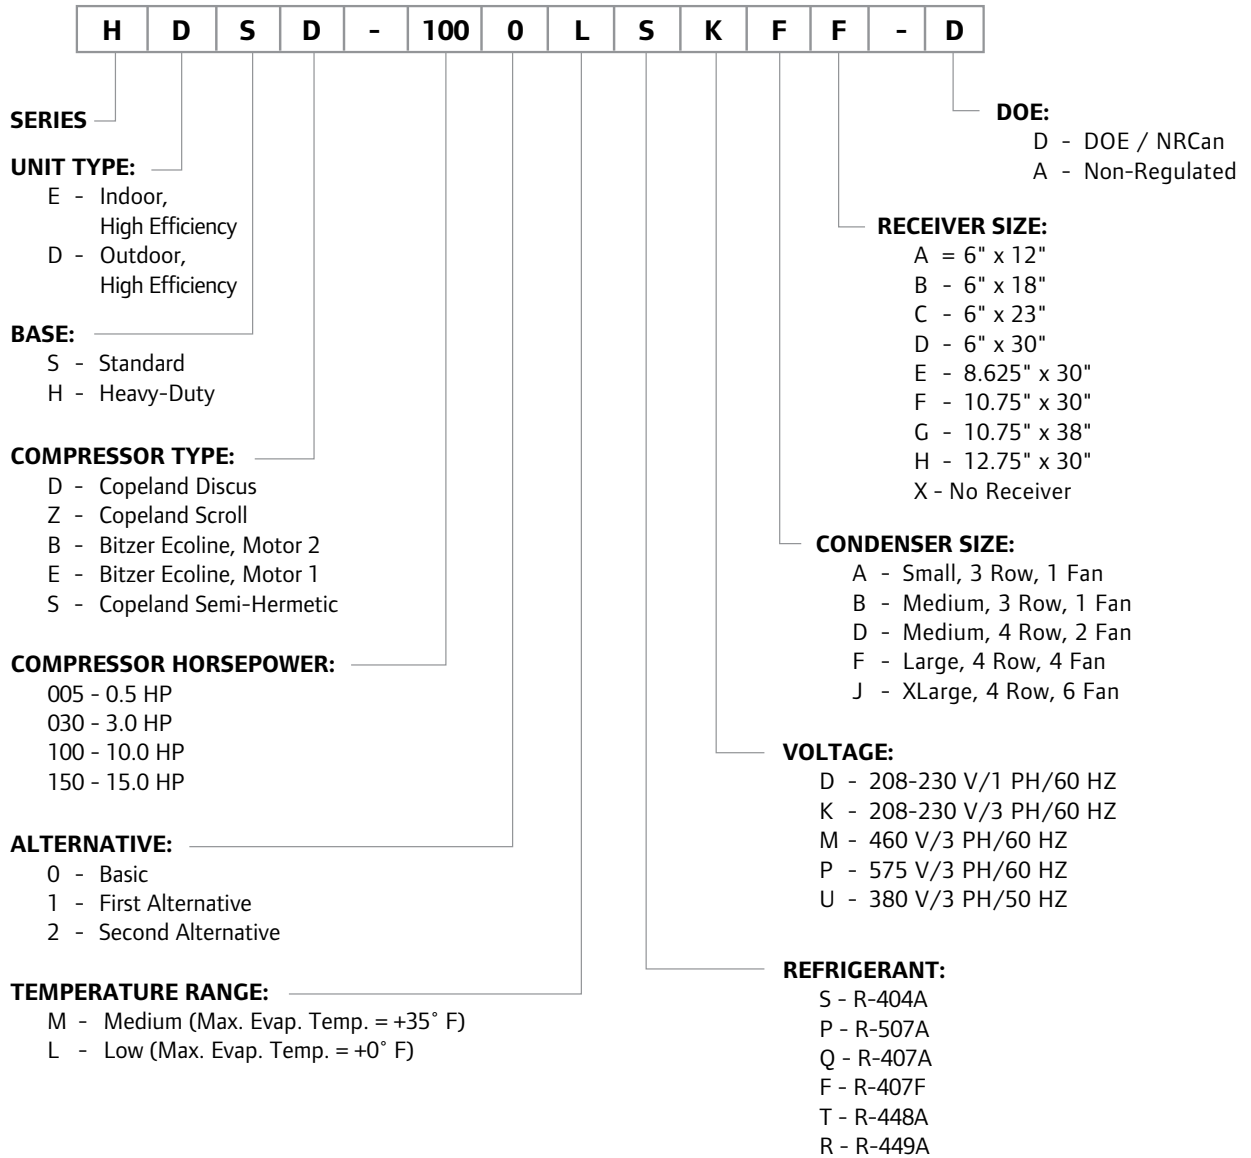 H D S D - 100 0 L S K F F - D
SERIES
UNIT TYPE:
E - Indoor,
High Efficiency
D - Outdoor,
High Efficiency
BASE:
S - Standard
H - Heavy-Duty
COMPRESSOR TYPE:
D - Copeland Discus
Z - Copeland Scroll
B - Bitzer Ecoline, Motor 2
E - Bitzer Ecoline, Motor 1
S - Copeland Semi-Hermetic
COMPRESSOR HORSEPOWER:
005 - 0.5 HP
030 - 3.0 HP
100 - 10.0 HP
150 - 15.0 HP
ALTERNATIVE:
0 - Basic
1 - First Alternative
2 - Second Alternative
TEMPERATURE RANGE:
M - Medium (Max. Evap. Temp. = +35° F)
L - Low (Max. Evap. Temp. = +0° F)
DOE:
D - DOE / NRCan
A - Non-Regulated
RECEIVER SIZE:
A = 6" x 12"
B - 6" x 18"
C - 6" x 23"
D - 6" x 30"
E - 8.625" x 30"
F - 10.75" x 30"
G - 10.75" x 38"
H - 12.75" x 30"
X - No Receiver
CONDENSER SIZE:
A - Small, 3 Row, 1 Fan
B - Medium, 3 Row, 1 Fan
D - Medium, 4 Row, 2 Fan
F - Large, 4 Row, 4 Fan
J - XLarge, 4 Row, 6 Fan
VOLTAGE:
D - 208-230 V/1 PH/60 HZ
K - 208-230 V/3 PH/60 HZ
M - 460 V/3 PH/60 HZ
P - 575 V/3 PH/60 HZ
U - 380 V/3 PH/50 HZ
REFRIGERANT:
S - R-404A
P - R-507A
Q - R-407A
F - R-407F
T - R-448A
R - R-449A